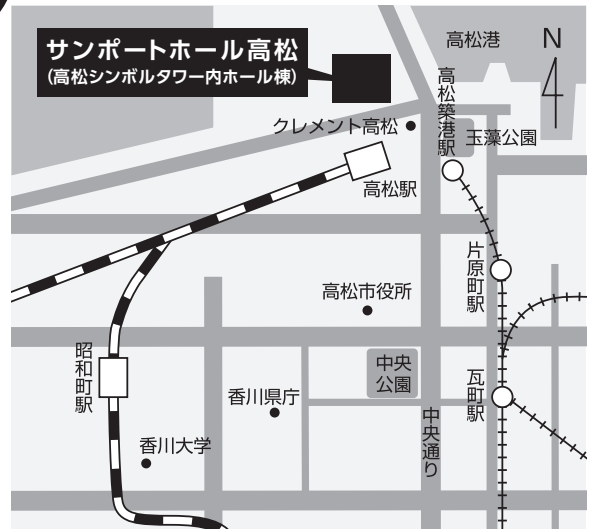 サンポートホール高松
(高松シンボルタワー内ホール棟)
高松港
N
高松築港駅
クレメント高松
玉藻公園
高松駅
片原町駅
高松市役所
昭和町駅
中央
公園
瓦町駅
香川県庁
中央通り
香川大学